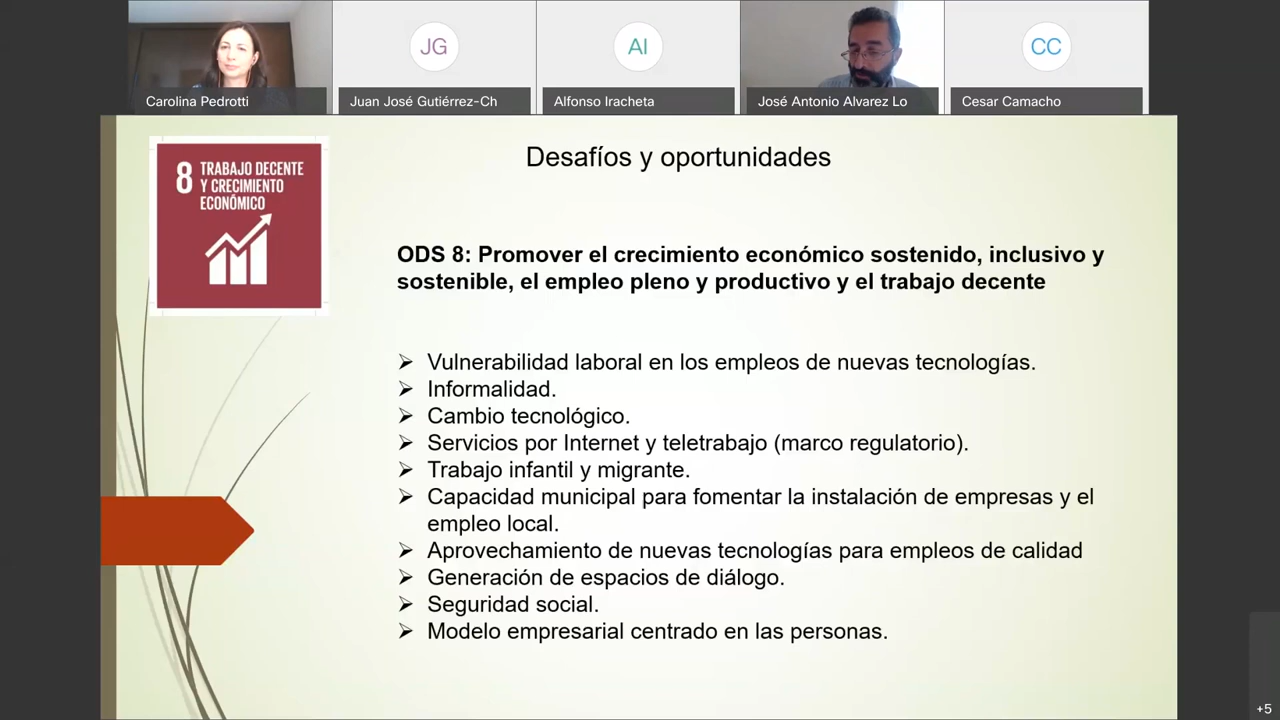 JG
AI
CC
Carolina Pedrotti
Juan José Gutiérrez-Ch
Alfonso Iracheta
José Antonio Alvarez Lo
Cesar Camacho
8 TRABAJO DECENTE
Y CRECIMIENTO
ECONÓMICO
Desafíos y oportunidades
ODS 8: Promover el crecimiento económico sostenido, inclusivo y
sostenible, el empleo pleno y productivo y el trabajo decente
➢ Vulnerabilidad laboral en los empleos de nuevas tecnologías.
➢ Informalidad.
➢ Cambio tecnológico.
➢ Servicios por Internet y teletrabajo (marco regulatorio).
➢ Trabajo infantil y migrante.
➢ Capacidad municipal para fomentar la instalación de empresas y el
empleo local.
➢ Aprovechamiento de nuevas tecnologías para empleos de calidad
➢ Generación de espacios de diálogo.
➢ Seguridad social.
➢ Modelo empresarial centrado en las personas.
+5